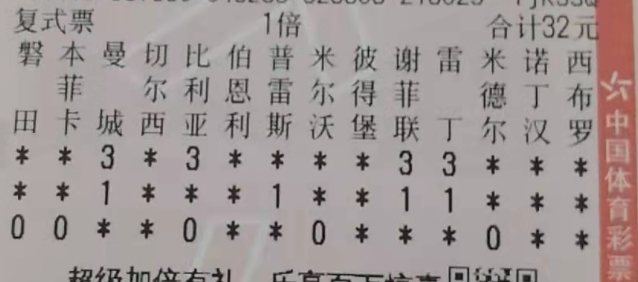 复式票 1倍 合计32元
磐田 本菲卡 曼城 切尔西 比利亚 伯恩利 普雷斯 米尔沃 彼得堡 谢菲联 雷丁 米德尔 诺丁汉 西布罗
* * 3 * 3 * * * * 3 3 * * *
* * 1 * * * 1 * * 1 1 * * *
0 0 * * 0 * * 0 * * * 0 * *
中国体育彩票